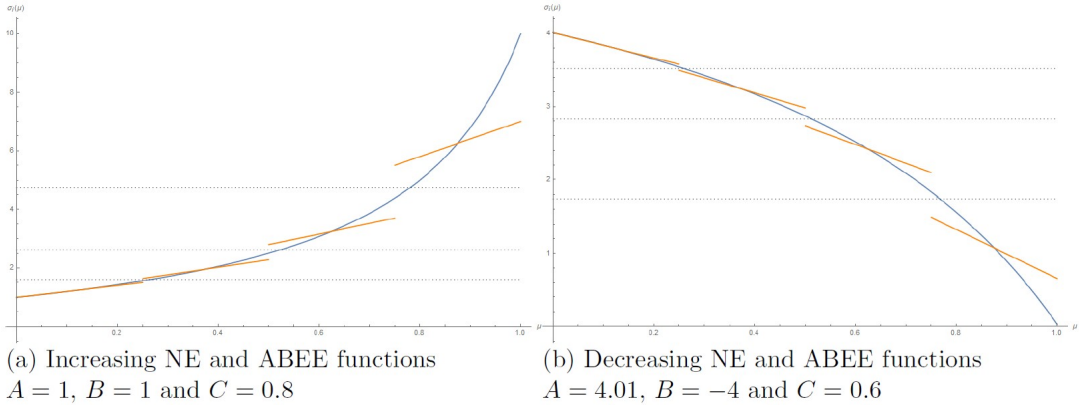 σᵢ(μ)
10
8
6
4
2
0.2 0.4 0.6 0.8 1.0 μ
σᵢ(μ)
4
3
2
1
0.2 0.4 0.6 0.8 1.0 μ
(a) Increasing NE and ABEE functions
A = 1, B = 1 and C = 0.8
(b) Decreasing NE and ABEE functions
A = 4.01, B = −4 and C = 0.6